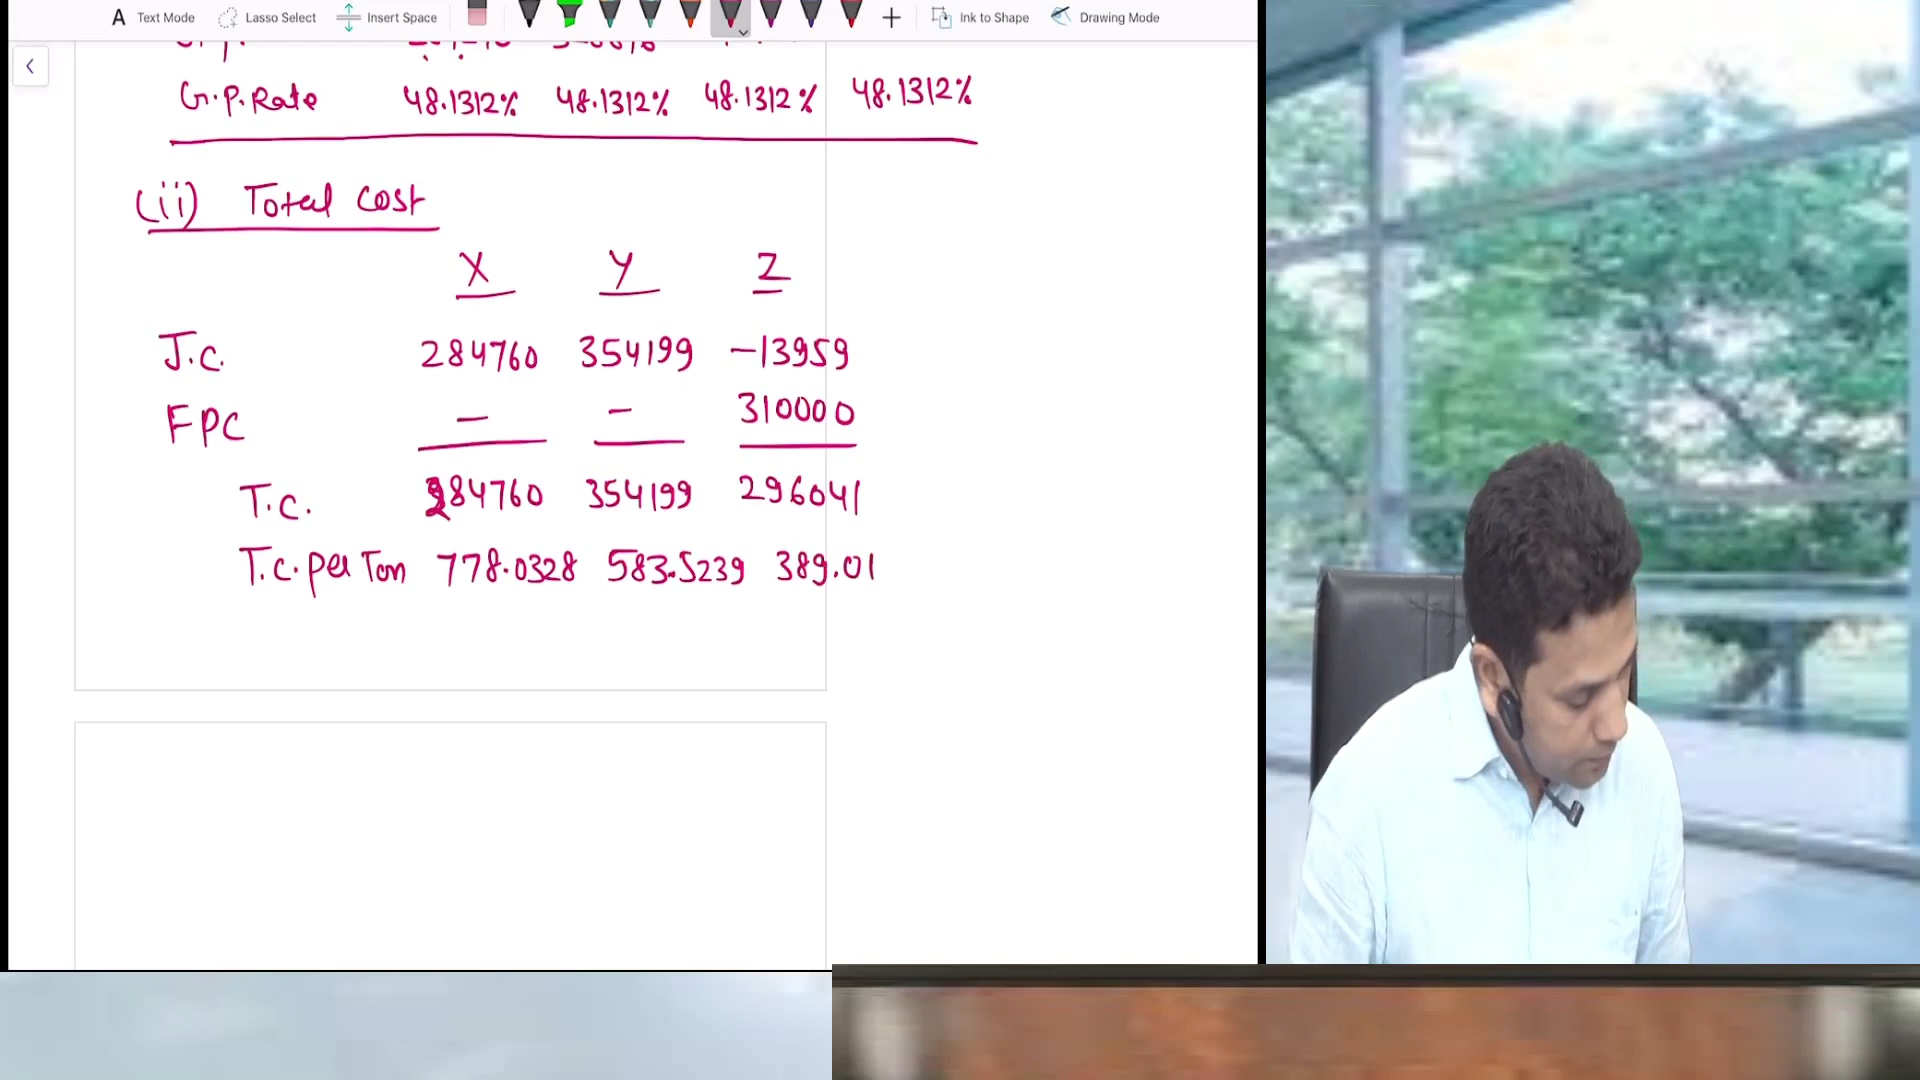 A Text Mode Lasso Select Insert Space Ink to Shape Drawing Mode
G.P. Rate 48.1312% 48.1312% 48.1312% 48.1312%
(ii) Total Cost
X Y Z
J.C. 284760 354199 -13959
FPC - - 310000
T.C. 284760 354199 296041
T.C. per Ton 778.0328 583.5239 389.01